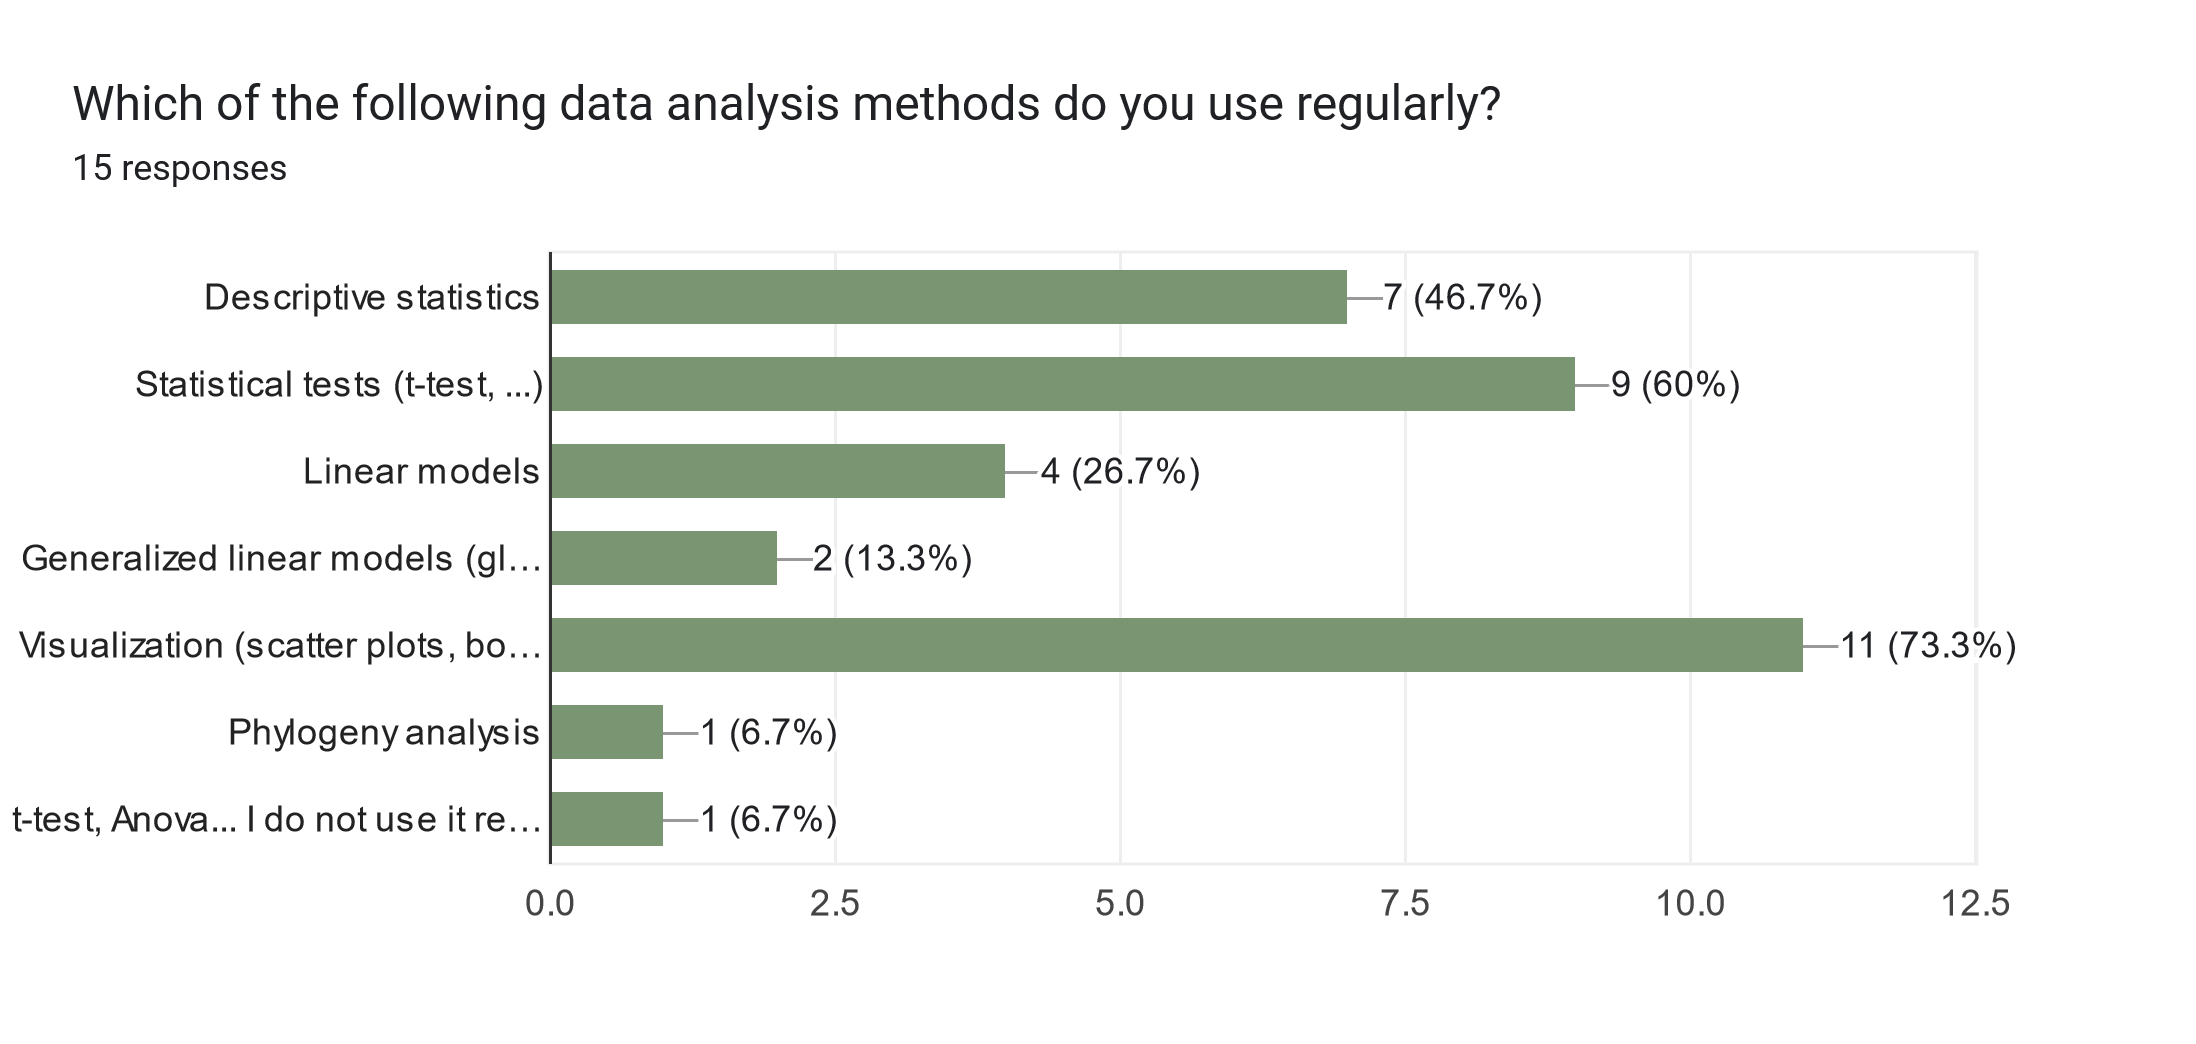 Which of the following data analysis methods do you use regularly?
15 responses
Descriptive statistics
7 (46.7%)
Statistical tests (t-test, ...)
9 (60%)
Linear models
4 (26.7%)
Generalized linear models (gl…
2 (13.3%)
Visualization (scatter plots, bo…
11 (73.3%)
Phylogeny analysis
1 (6.7%)
t-test, Anova... I do not use it re…
1 (6.7%)
0.0 2.5 5.0 7.5 10.0 12.5